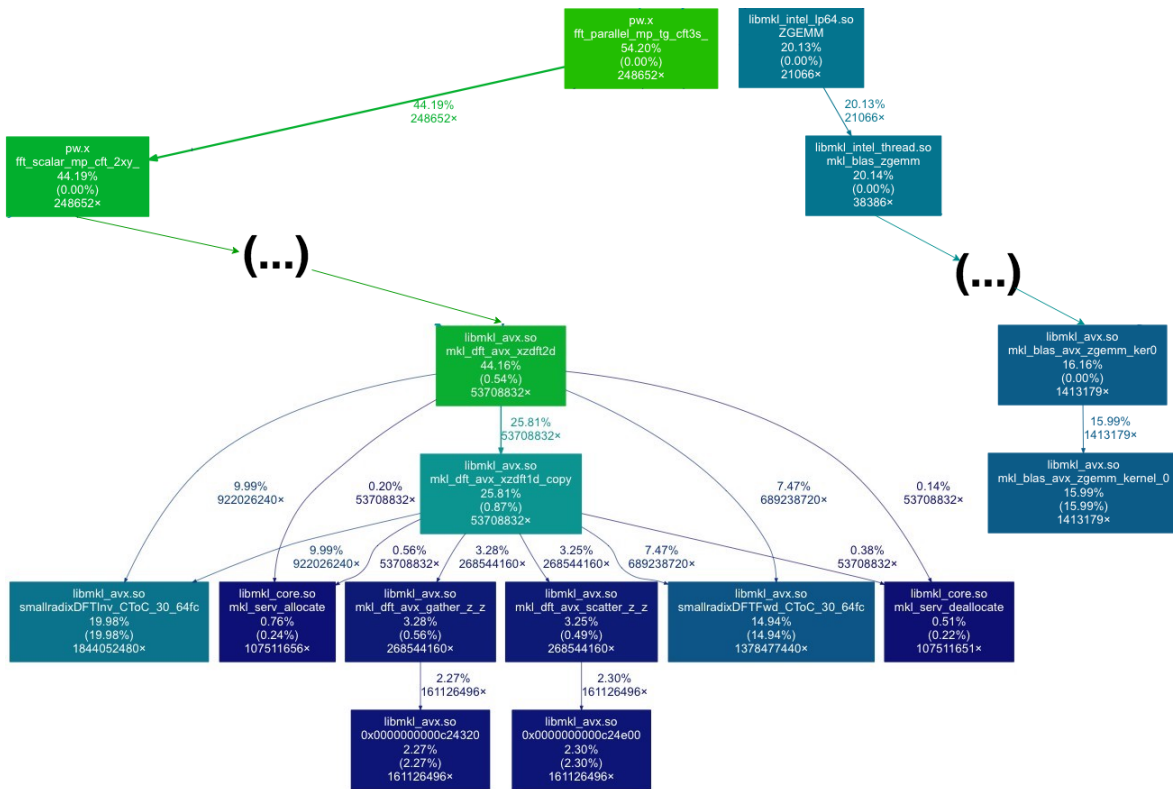 pw.x
fft_parallel_mp_tg_cft3s_
54.20%
(0.00%)
248652×
libmkl_intel_lp64.so
ZGEMM
20.13%
(0.00%)
21066×
44.19%
248652×
20.13%
21066×
pw.x
fft_scalar_mp_cft_2xy_
44.19%
(0.00%)
248652×
libmkl_intel_thread.so
mkl_blas_zgemm
20.14%
(0.00%)
38386×
(...)
(...)
libmkl_avx.so
mkl_dft_avx_xzdft2d
44.16%
(0.54%)
53708832×
libmkl_avx.so
mkl_blas_avx_zgemm_ker0
16.16%
(0.00%)
1413179×
25.81%
53708832×
15.99%
1413179×
libmkl_avx.so
mkl_dft_avx_xzdft1d_copy
25.81%
(0.87%)
53708832×
libmkl_avx.so
mkl_blas_avx_zgemm_kernel_0
15.99%
(15.99%)
1413179×
9.99%
922026240×
0.20%
53708832×
7.47%
689238720×
0.14%
53708832×
9.99%
922026240×
0.56%
53708832×
3.28%
268544160×
3.25%
268544160×
7.47%
689238720×
0.38%
53708832×
libmkl_avx.so
smallradixDFTInv_CToC_30_64fc
19.98%
(19.98%)
1844052480×
libmkl_core.so
mkl_serv_allocate
0.76%
(0.24%)
107511656×
libmkl_avx.so
mkl_dft_avx_gather_z_z
3.28%
(0.56%)
268544160×
libmkl_avx.so
mkl_dft_avx_scatter_z_z
3.25%
(0.49%)
268544160×
libmkl_avx.so
smallradixDFTFwd_CToC_30_64fc
14.94%
(14.94%)
1378477440×
libmkl_core.so
mkl_serv_deallocate
0.51%
(0.22%)
107511651×
2.27%
161126496×
2.30%
161126496×
libmkl_avx.so
0x0000000000c24320
2.27%
(2.27%)
161126496×
libmkl_avx.so
0x0000000000c24e00
2.30%
(2.30%)
161126496×